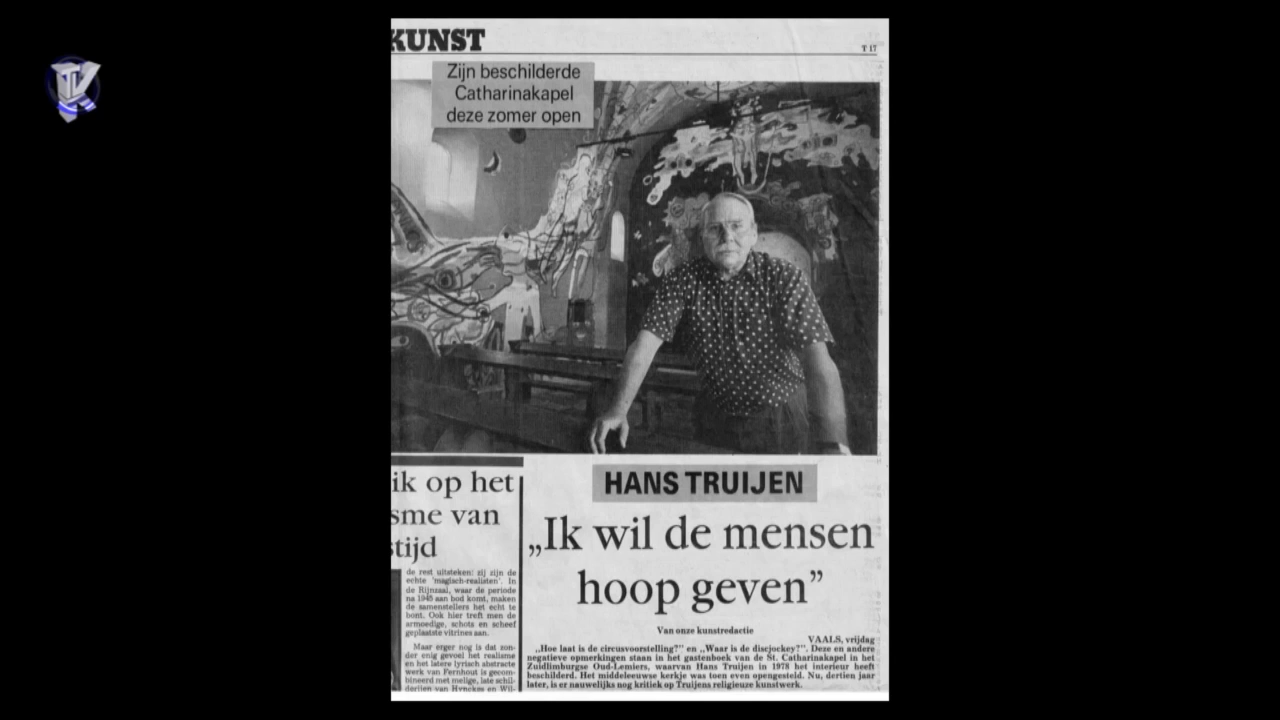 KUNST
T 17
Zijn beschilderde
Catharinakapel
deze zomer open
ik op het
sme van
stijd
de rest uitsteken: zij zijn de
echte 'magisch-realisten'. In
de Rijnzaal, waar de periode
na 1945 aan bod komt, maken
de samenstellers het echt te
bont. Ook hier treft men de
armoedige, schots en scheef
geplaatste vitrines aan.
Maar erger nog is dat zon-
der enig gevoel het realisme
en het latere lyrisch abstracte
werk van Fernhout is gecom-
bineerd met melige, late schil-
derijen van Hynckes en Wil-
HANS TRUIJEN
„Ik wil de mensen
hoop geven”
Van onze kunstredactie
VAALS, vrijdag
„Hoe laat is de circusvoorstelling?” en „Waar is de discjockey?”. Deze en andere
negatieve opmerkingen staan in het gastenboek van de St. Catharinakapel in het
Zuidlimburgse Oud-Lemiers, waarvan Hans Truijen in 1978 het interieur heeft
beschilderd. Het middeleeuwse kerkje was toen even opengesteld. Nu, dertien jaar
later, is er nauwelijks nog kritiek op Truijens religieuze kunstwerk.